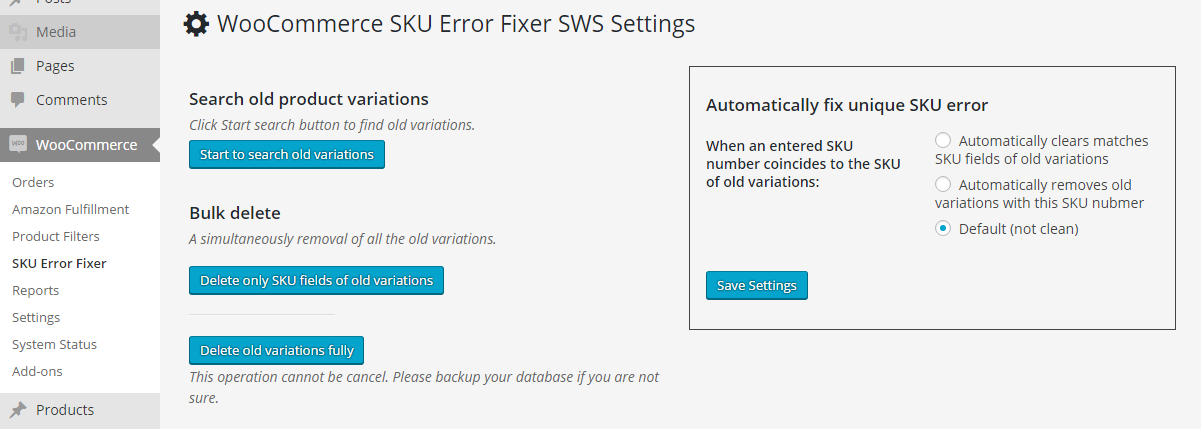 Posts
Media
Pages
Comments
WooCommerce
Orders
Amazon Fulfillment
Product Filters
SKU Error Fixer
Reports
Settings
System Status
Add-ons
Products
WooCommerce SKU Error Fixer SWS Settings
Search old product variations
Click Start search button to find old variations.
Start to search old variations
Bulk delete
A simultaneously removal of all the old variations.
Delete only SKU fields of old variations
Delete old variations fully
This operation cannot be cancel. Please backup your database if you are not
sure.
Automatically fix unique SKU error
When an entered SKU
number coincides to the SKU
of old variations:
Automatically clears matches
SKU fields of old variations
Automatically removes old
variations with this SKU nubmer
Default (not clean)
Save Settings